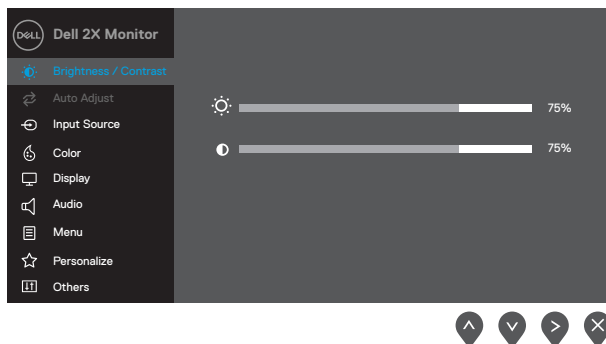 DELL Dell 2X Monitor
Brightness / Contrast
75%
Auto Adjust
Input Source
75%
Color
Display
Audio
Menu
Personalize
Others